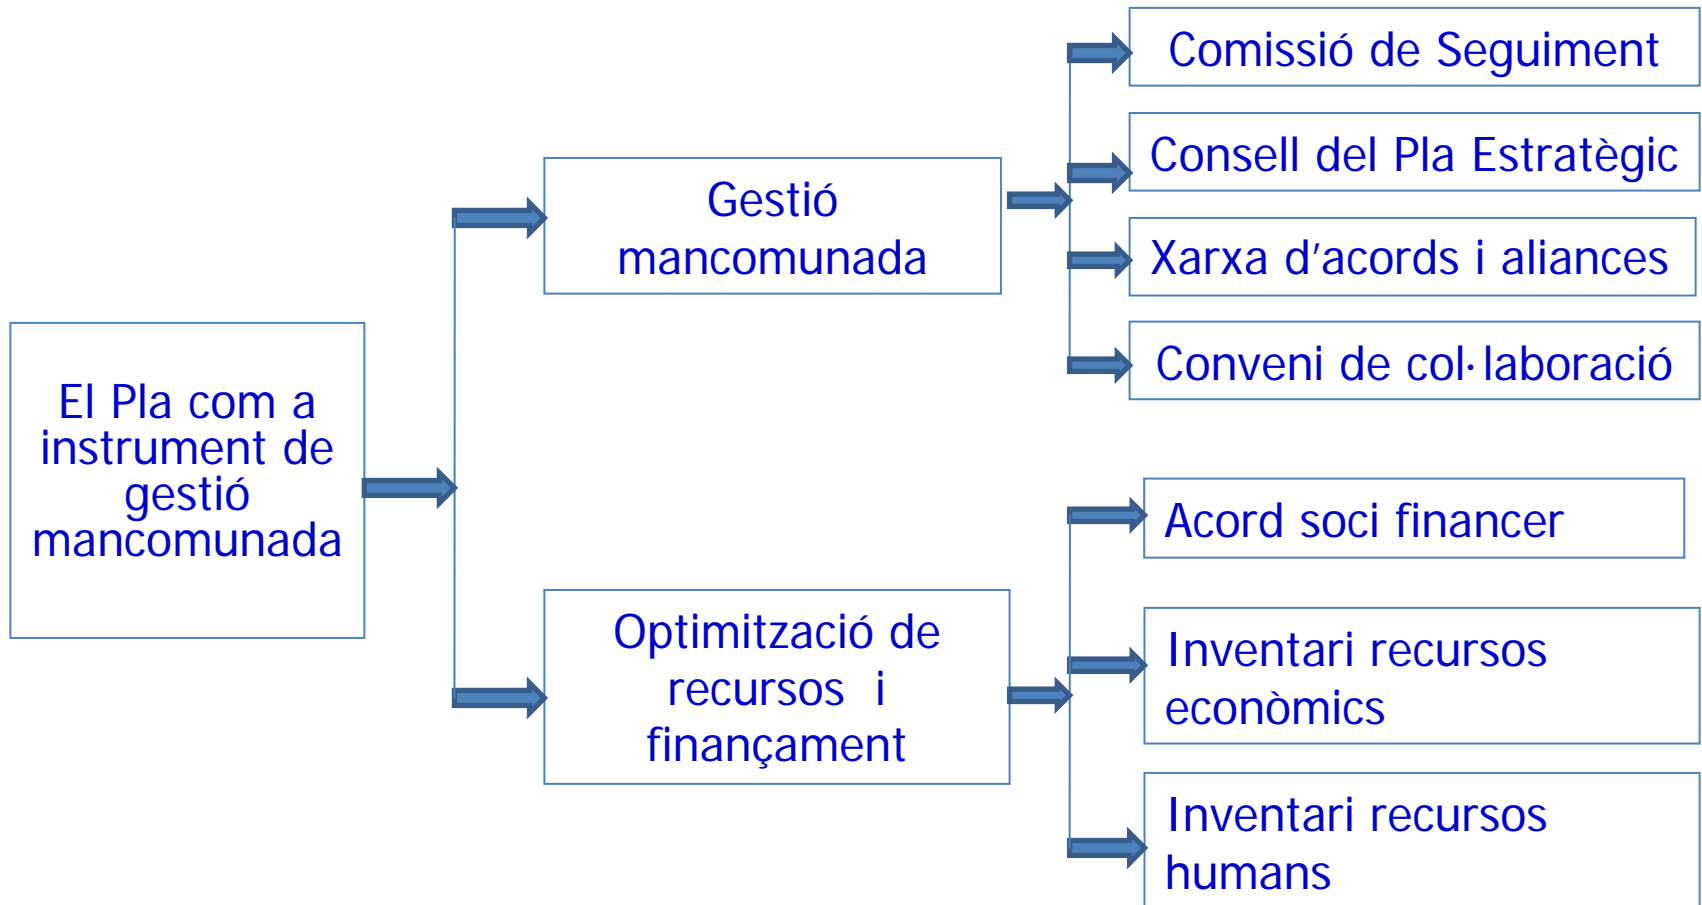 El Pla com a
instrument de
gestió
mancomunada
Gestió
mancomunada
Comissió de Seguiment
Consell del Pla Estratègic
Xarxa d'acords i aliances
Conveni de col·laboració
Optimització de
recursos i
finançament
Acord soci financer
Inventari recursos
econòmics
Inventari recursos
humans